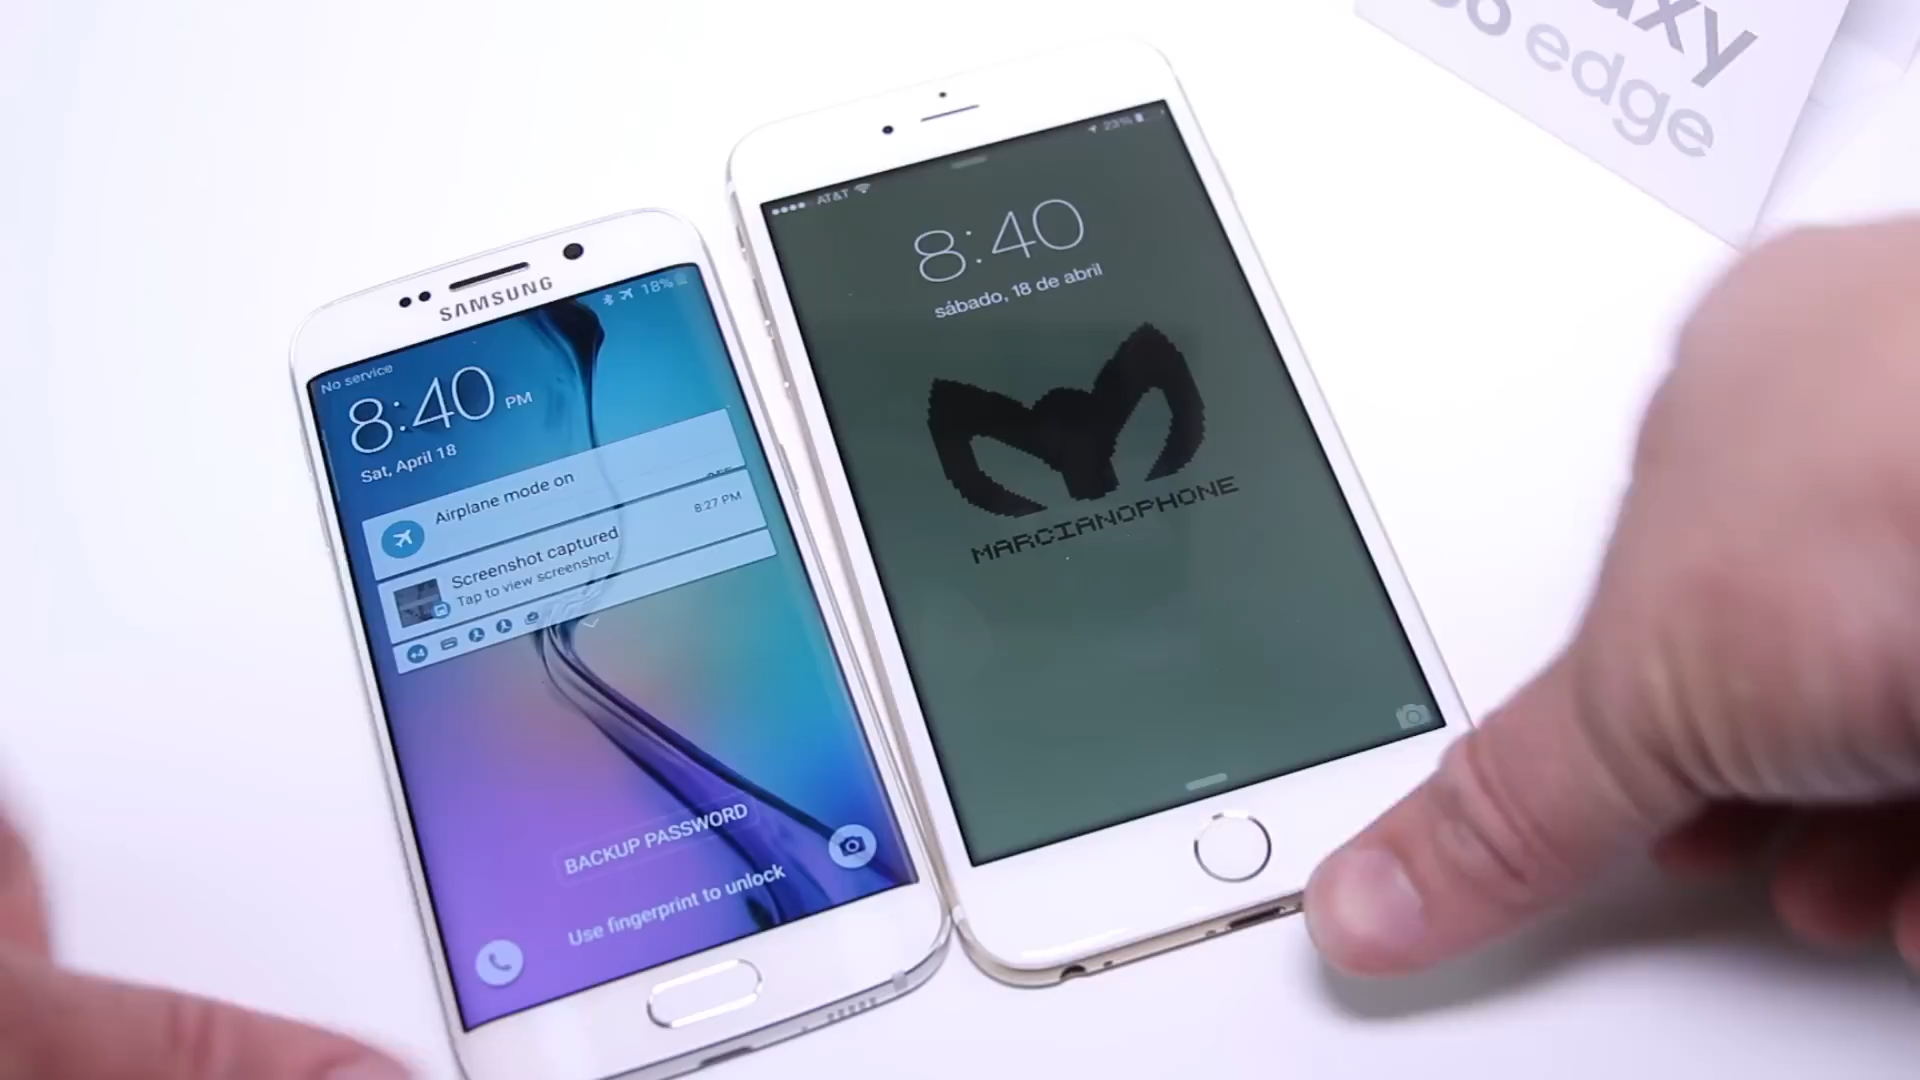 SAMSUNG
No service
18%
8:40 PM
Sat, April 18
Airplane mode on
Screenshot captured
8:27 PM
Tap to view screenshot.
+4
BACKUP PASSWORD
Use fingerprint to unlock
AT&T
23%
8:40
sábado, 18 de abril
MARCIANOPHONE
edge